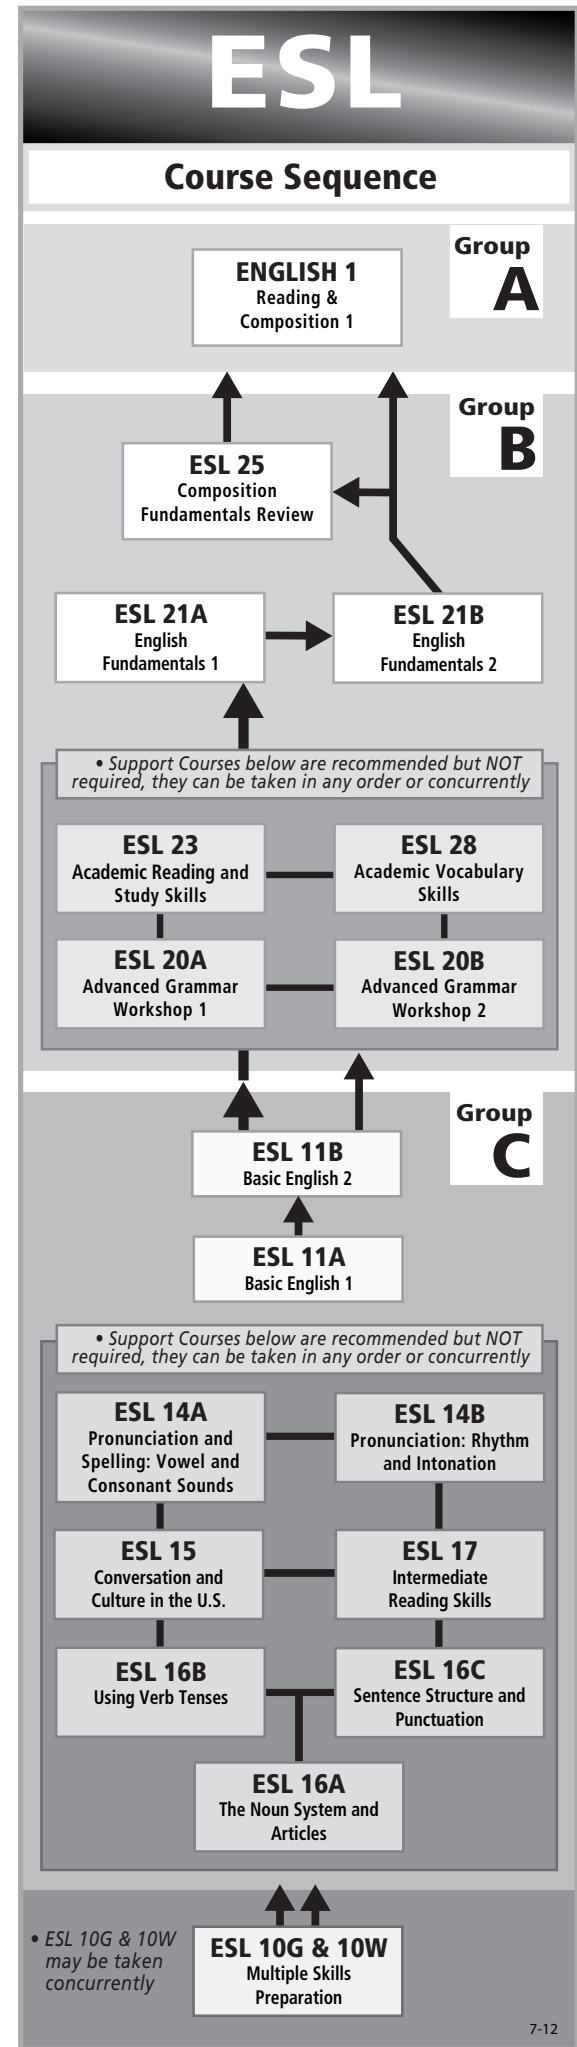 ESL
Course Sequence
Group
A
ENGLISH 1
Reading &
Composition 1
Group
B
ESL 25
Composition
Fundamentals Review
ESL 21A
English
Fundamentals 1
ESL 21B
English
Fundamentals 2
• Support Courses below are recommended but NOT
required, they can be taken in any order or concurrently
ESL 23
Academic Reading and
Study Skills
ESL 28
Academic Vocabulary
Skills
ESL 20A
Advanced Grammar
Workshop 1
ESL 20B
Advanced Grammar
Workshop 2
Group
C
ESL 11B
Basic English 2
ESL 11A
Basic English 1
• Support Courses below are recommended but NOT
required, they can be taken in any order or concurrently
ESL 14A
Pronunciation and
Spelling: Vowel and
Consonant Sounds
ESL 14B
Pronunciation: Rhythm
and Intonation
ESL 15
Conversation and
Culture in the U.S.
ESL 17
Intermediate
Reading Skills
ESL 16B
Using Verb Tenses
ESL 16C
Sentence Structure and
Punctuation
ESL 16A
The Noun System and
Articles
• ESL 10G & 10W
may be taken
concurrently
ESL 10G & 10W
Multiple Skills
Preparation
7-12